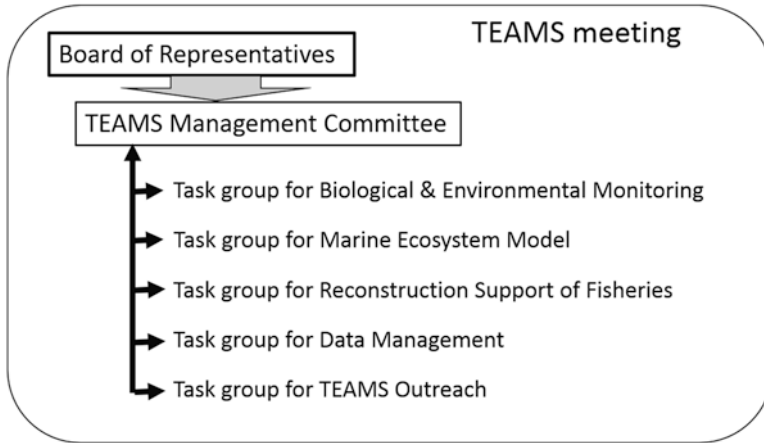 TEAMS meeting
Board of Representatives
TEAMS Management Committee
Task group for Biological & Environmental Monitoring
Task group for Marine Ecosystem Model
Task group for Reconstruction Support of Fisheries
Task group for Data Management
Task group for TEAMS Outreach